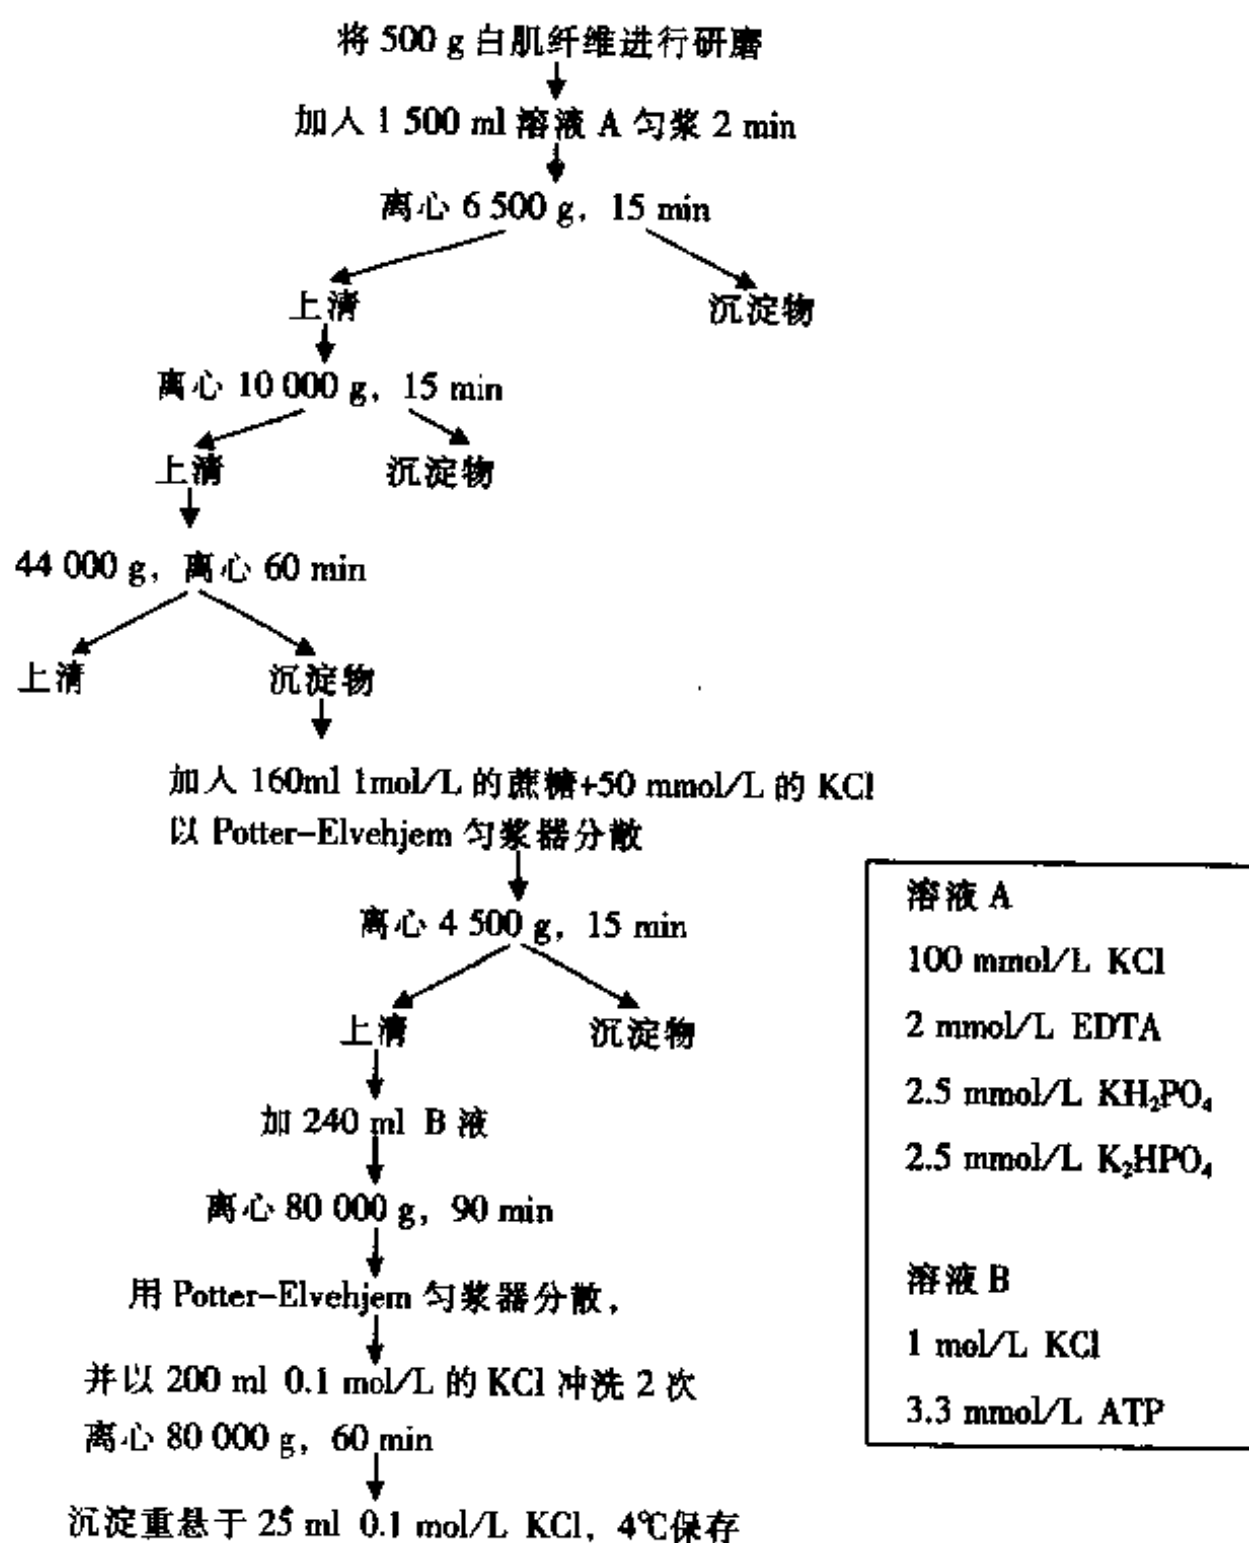 将 500 g 白肌纤维进行研磨
加入 1 500 ml 溶液 A 匀浆 2 min
离心 6 500 g，15 min
上清
沉淀物
离心 10 000 g，15 min
上清
沉淀物
44 000 g，离心 60 min
上清
沉淀物
加入 160ml 1mol/L 的蔗糖+50 mmol/L 的 KCl
以 Potter-Elvehjem 匀浆器分散
离心 4 500 g，15 min
上清
沉淀物
加 240 ml B 液
离心 80 000 g，90 min
用 Potter-Elvehjem 匀浆器分散，
并以 200 ml 0.1 mol/L 的 KCl 冲洗 2 次
离心 80 000 g，60 min
沉淀重悬于 25 ml 0.1 mol/L KCl，4℃保存
溶液 A
100 mmol/L KCl
2 mmol/L EDTA
2.5 mmol/L KH₂PO₄
2.5 mmol/L K₂HPO₄
溶液 B
1 mol/L KCl
3.3 mmol/L ATP